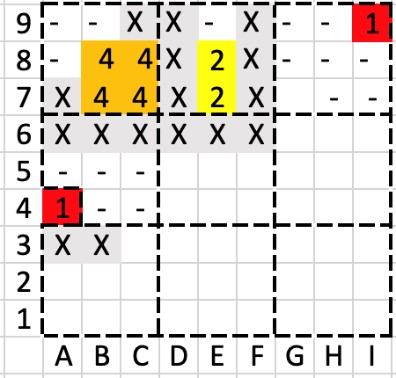 9 - - X X - X - - 1
8 - 4 4 X 2 X - - -
7 X 4 4 X 2 X - -
6 X X X X X X
5 - - -
4 1 - -
3 X X
2
1
A B C D E F G H I